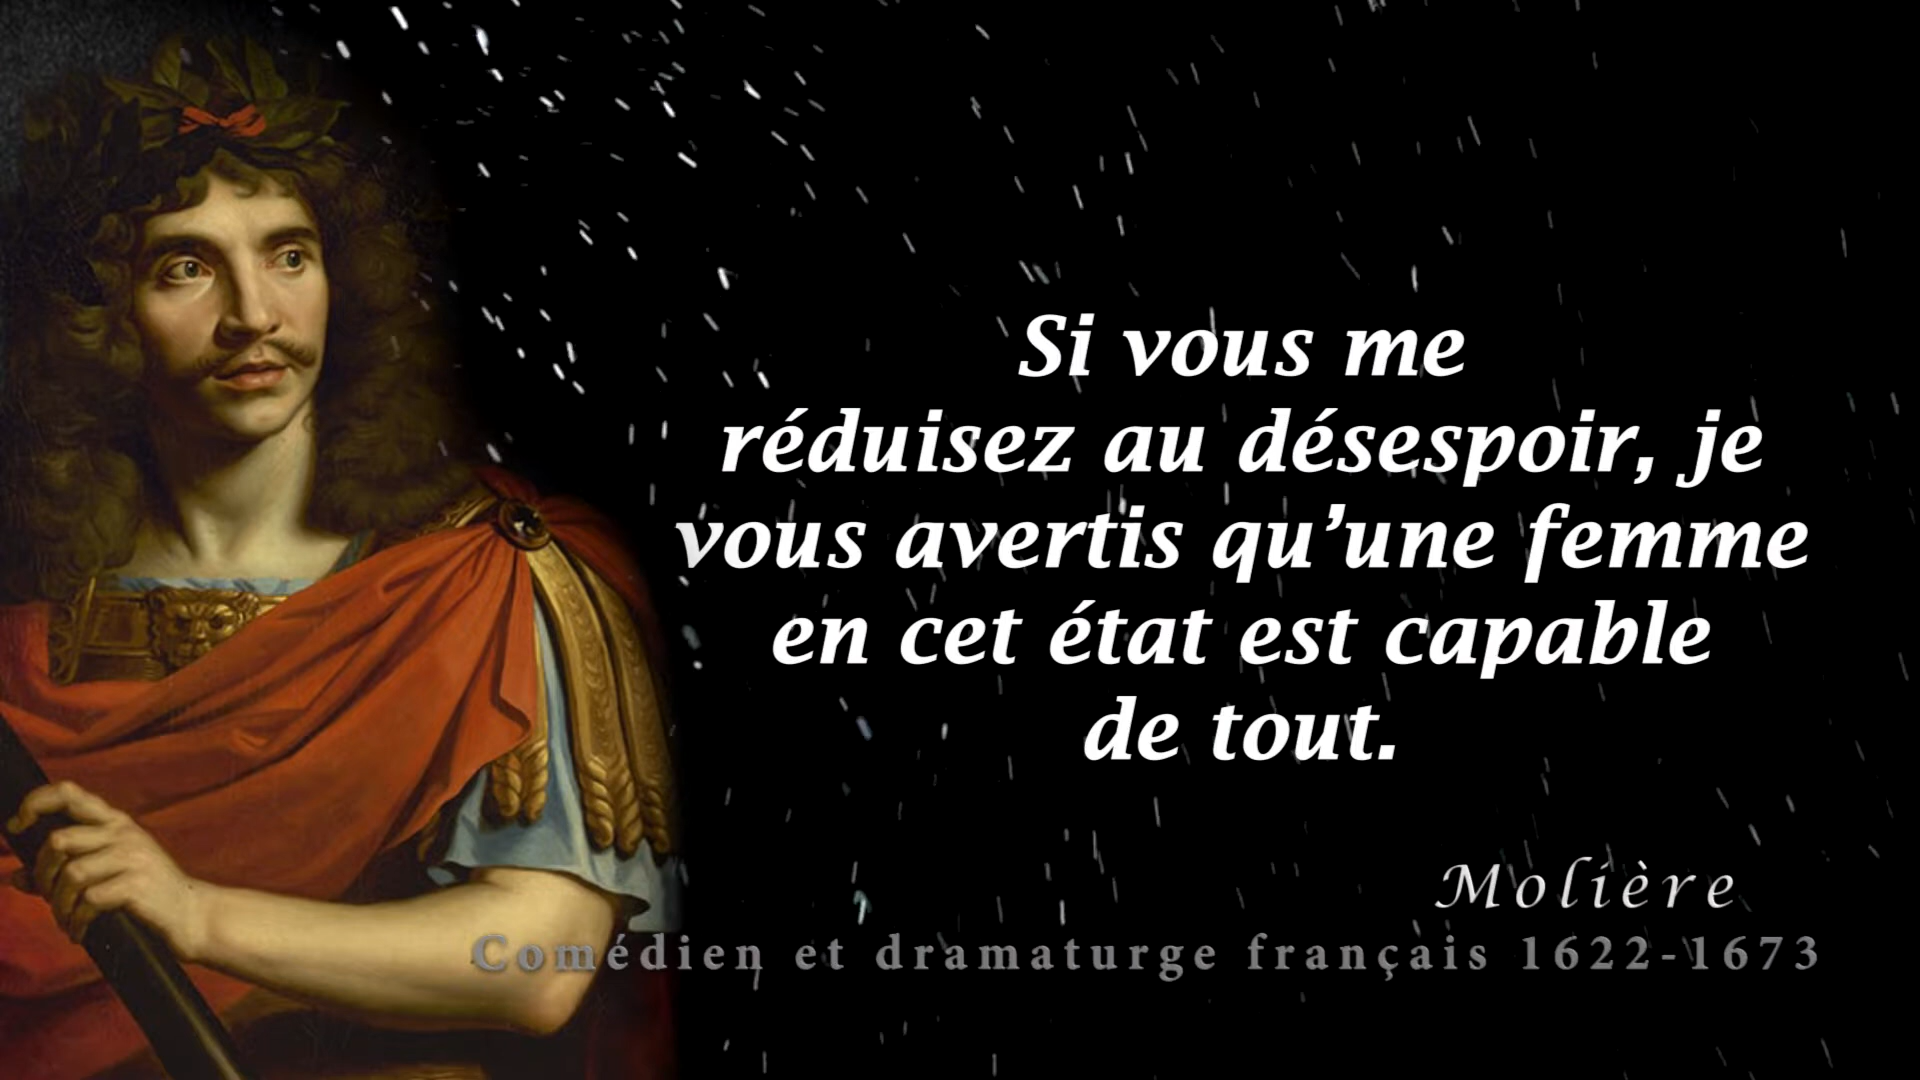 Si vous me
réduisez au désespoir, je
vous avertis qu’une femme
en cet état est capable
de tout.
Molière
Comédien et dramaturge français 1622-1673